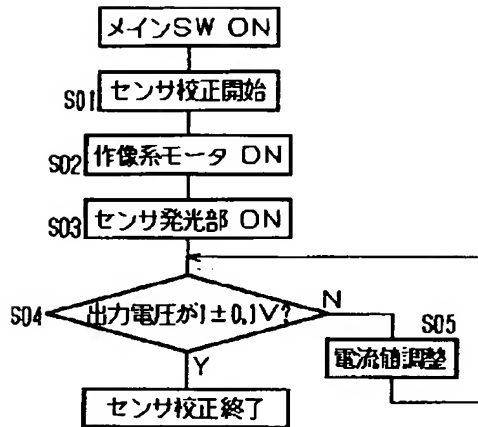 メインSW ON
S01 センサ校正開始
S02 作像系モータ ON
S03 センサ発光部 ON
S04 出力電圧が1±0.1V? N
S05
電流値調整
Y
センサ校正終了